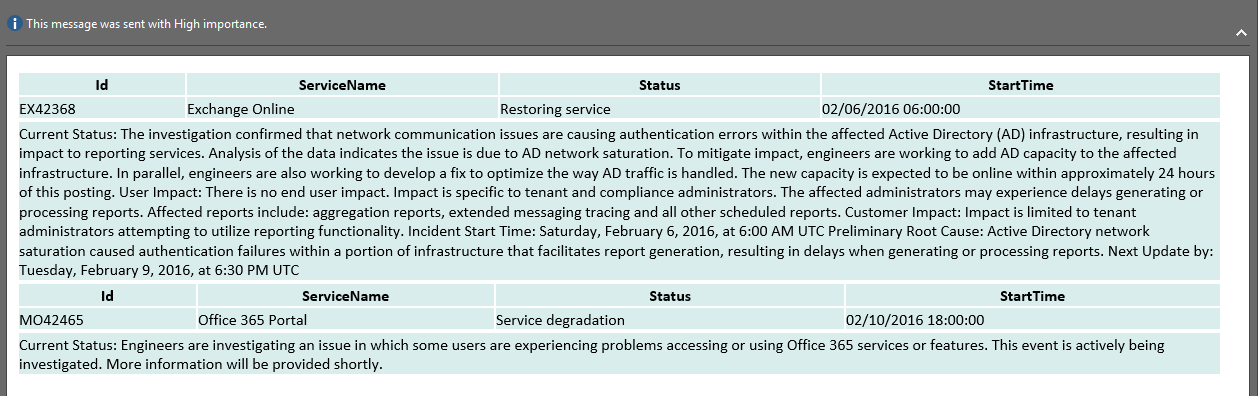 This message was sent with High importance.
Id ServiceName Status StartTime
EX42368 Exchange Online Restoring service 02/06/2016 06:00:00
Current Status: The investigation confirmed that network communication issues are causing authentication errors within the affected Active Directory (AD) infrastructure, resulting in
impact to reporting services. Analysis of the data indicates the issue is due to AD network saturation. To mitigate impact, engineers are working to add AD capacity to the affected
infrastructure. In parallel, engineers are also working to develop a fix to optimize the way AD traffic is handled. The new capacity is expected to be online within approximately 24 hours
of this posting. User Impact: There is no end user impact. Impact is specific to tenant and compliance administrators. The affected administrators may experience delays generating or
processing reports. Affected reports include: aggregation reports, extended messaging tracing and all other scheduled reports. Customer Impact: Impact is limited to tenant
administrators attempting to utilize reporting functionality. Incident Start Time: Saturday, February 6, 2016, at 6:00 AM UTC Preliminary Root Cause: Active Directory network
saturation caused authentication failures within a portion of infrastructure that facilitates report generation, resulting in delays when generating or processing reports. Next Update by:
Tuesday, February 9, 2016, at 6:30 PM UTC
Id ServiceName Status StartTime
MO42465 Office 365 Portal Service degradation 02/10/2016 18:00:00
Current Status: Engineers are investigating an issue in which some users are experiencing problems accessing or using Office 365 services or features. This event is actively being
investigated. More information will be provided shortly.